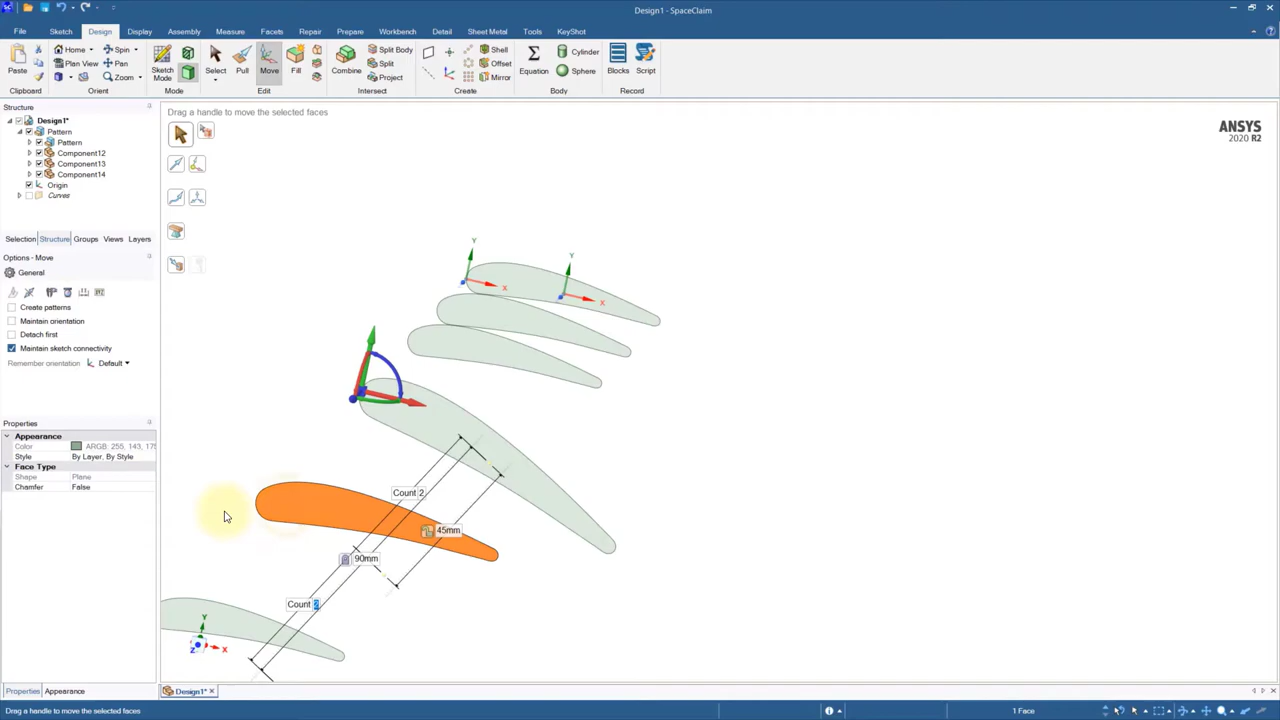 Design1 - SpaceClaim
File Sketch Design Display Assembly Measure Facets Repair Prepare Workbench Detail Sheet Metal Tools KeyShot
Paste
Home
Plan View
Spin
Pan
Zoom
Sketch Mode
Select
Pull
Move
Fill
Combine
Split Body
Split
Project
Shell
Offset
Mirror
Equation
Cylinder
Sphere
Blocks
Script
Clipboard Orient Mode Edit Intersect Create Body Record
Structure
Design1*
Pattern
Pattern
Component12
Component13
Component14
Origin
Curves
Selection Structure Groups Views Layers
Options - Move
General
XYZ
Create patterns
Maintain orientation
Detach first
Maintain sketch connectivity
Remember orientation Default
Properties
Appearance
Color ARGB: 255, 143, 175
Style By Layer, By Style
Face Type
Shape Plane
Chamfer False
Properties Appearance
Drag a handle to move the selected faces
ANSYS
2020 R2
Y
X
Y
X
Count 2
45mm
90mm
Count 2
Y
Z
X
Design1*
Drag a handle to move the selected faces
1 Face